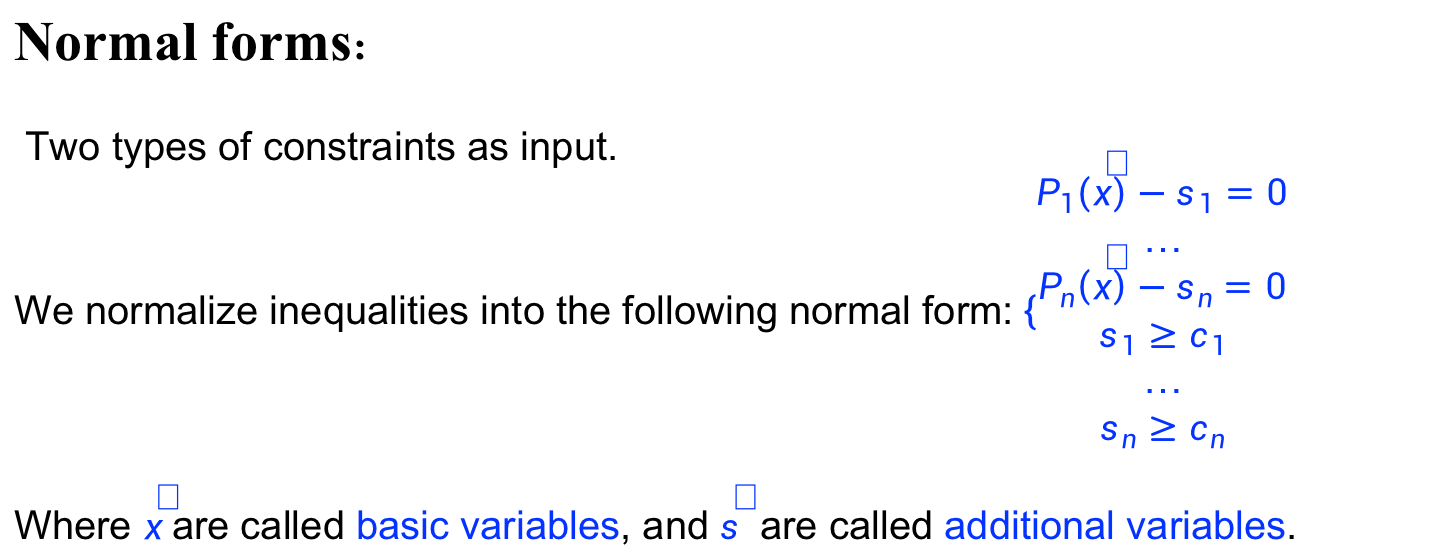 Normal forms:
Two types of constraints as input.
P₁(x⃗) − s₁ = 0
...
Pₙ(x⃗) − sₙ = 0
We normalize inequalities into the following normal form: {
s₁ ≥ c₁
...
sₙ ≥ cₙ
Where x⃗ are called basic variables, and s⃗ are called additional variables.